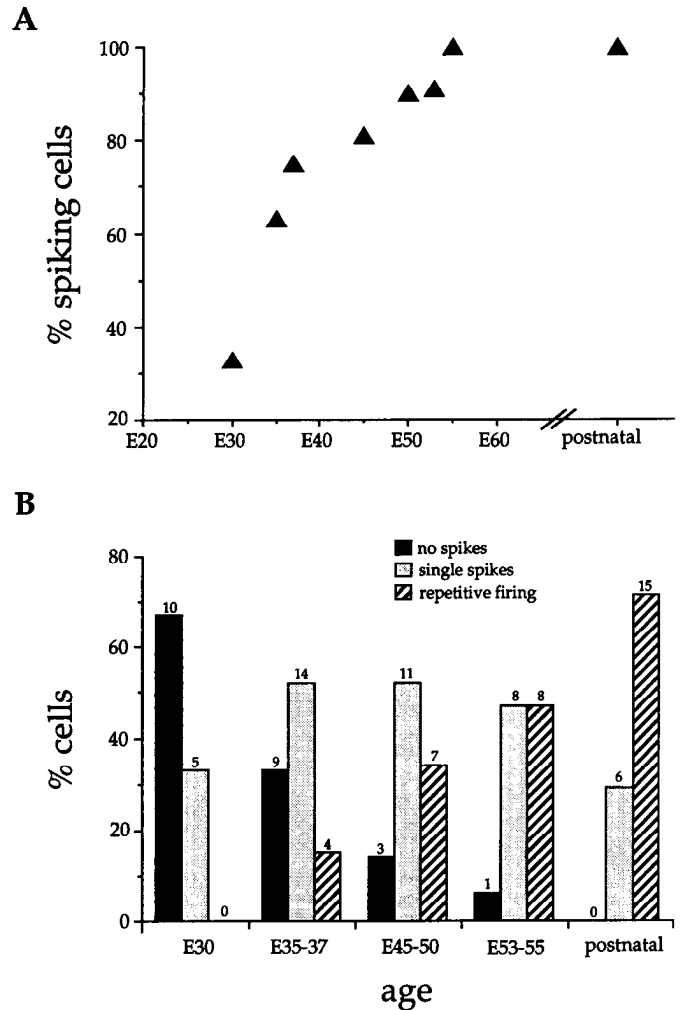 A
% spiking cells
100
80
60
40
20
E20 E30 E40 E50 E60 postnatal
B
% cells
no spikes
single spikes
repetitive firing
80
60
40
20
0
10 5 0
9 14 4
3 11 7
1 8 8
0 6 15
E30 E35-37 E45-50 E53-55 postnatal
age